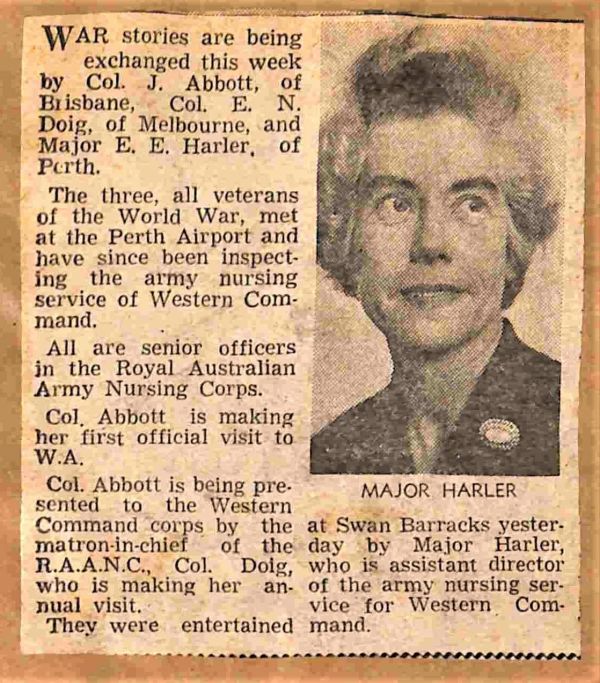 WAR stories are being
exchanged this week
by Col. J. Abbott, of
Brisbane, Col. E. N.
Doig, of Melbourne, and
Major E. E. Harler, of
Perth.
The three, all veterans
of the World War, met
at the Perth Airport and
have since been inspect-
ing the army nursing
service of Western Com-
mand.
All are senior officers
in the Royal Australian
Army Nursing Corps.
Col. Abbott is making
her first official visit to
W.A.
Col. Abbott is being pre-
sented to the Western
Command corps by the
matron-in-chief of the
R.A.A.N.C., Col. Doig,
who is making her an-
nual visit.
They were entertained
MAJOR HARLER
at Swan Barracks yester-
day by Major Harler,
who is assistant director
of the army nursing ser-
vice for Western Com-
mand.